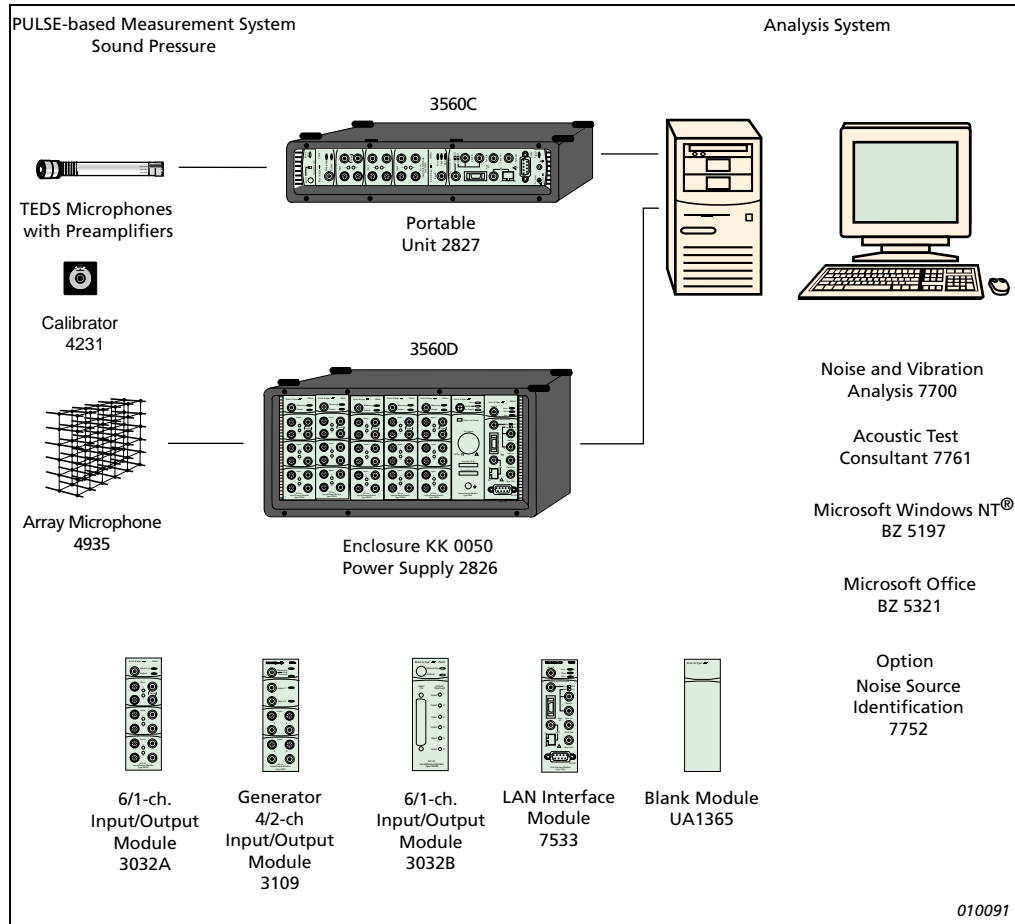 PULSE-based Measurement System
Sound Pressure
Analysis System
3560C
TEDS Microphones
with Preamplifiers
Portable
Unit 2827
Calibrator
4231
3560D
Noise and Vibration
Analysis 7700
Acoustic Test
Consultant 7761
Array Microphone
4935
Enclosure KK 0050
Power Supply 2826
Microsoft Windows NT®
BZ 5197
Microsoft Office
BZ 5321
Option
Noise Source
Identification
7752
6/1-ch.
Input/Output
Module
3032A
Generator
4/2-ch
Input/Output
Module
3109
6/1-ch.
Input/Output
Module
3032B
LAN Interface
Module
7533
Blank Module
UA1365
010091